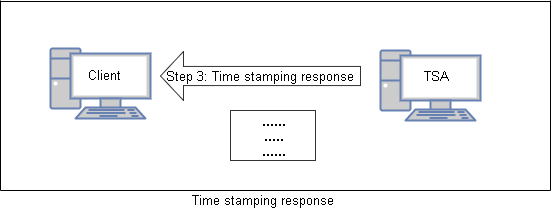 Client
Step 3: Time stamping response
TSA
......
.....
......
Time stamping response